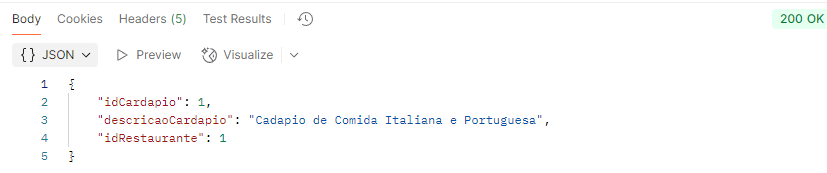 Body Cookies Headers (5) Test Results 200 OK
{} JSON Preview Visualize
1 {
2 "idCardapio": 1,
3 "descricaoCardapio": "Cadapio de Comida Italiana e Portuguesa",
4 "idRestaurante": 1
5 }